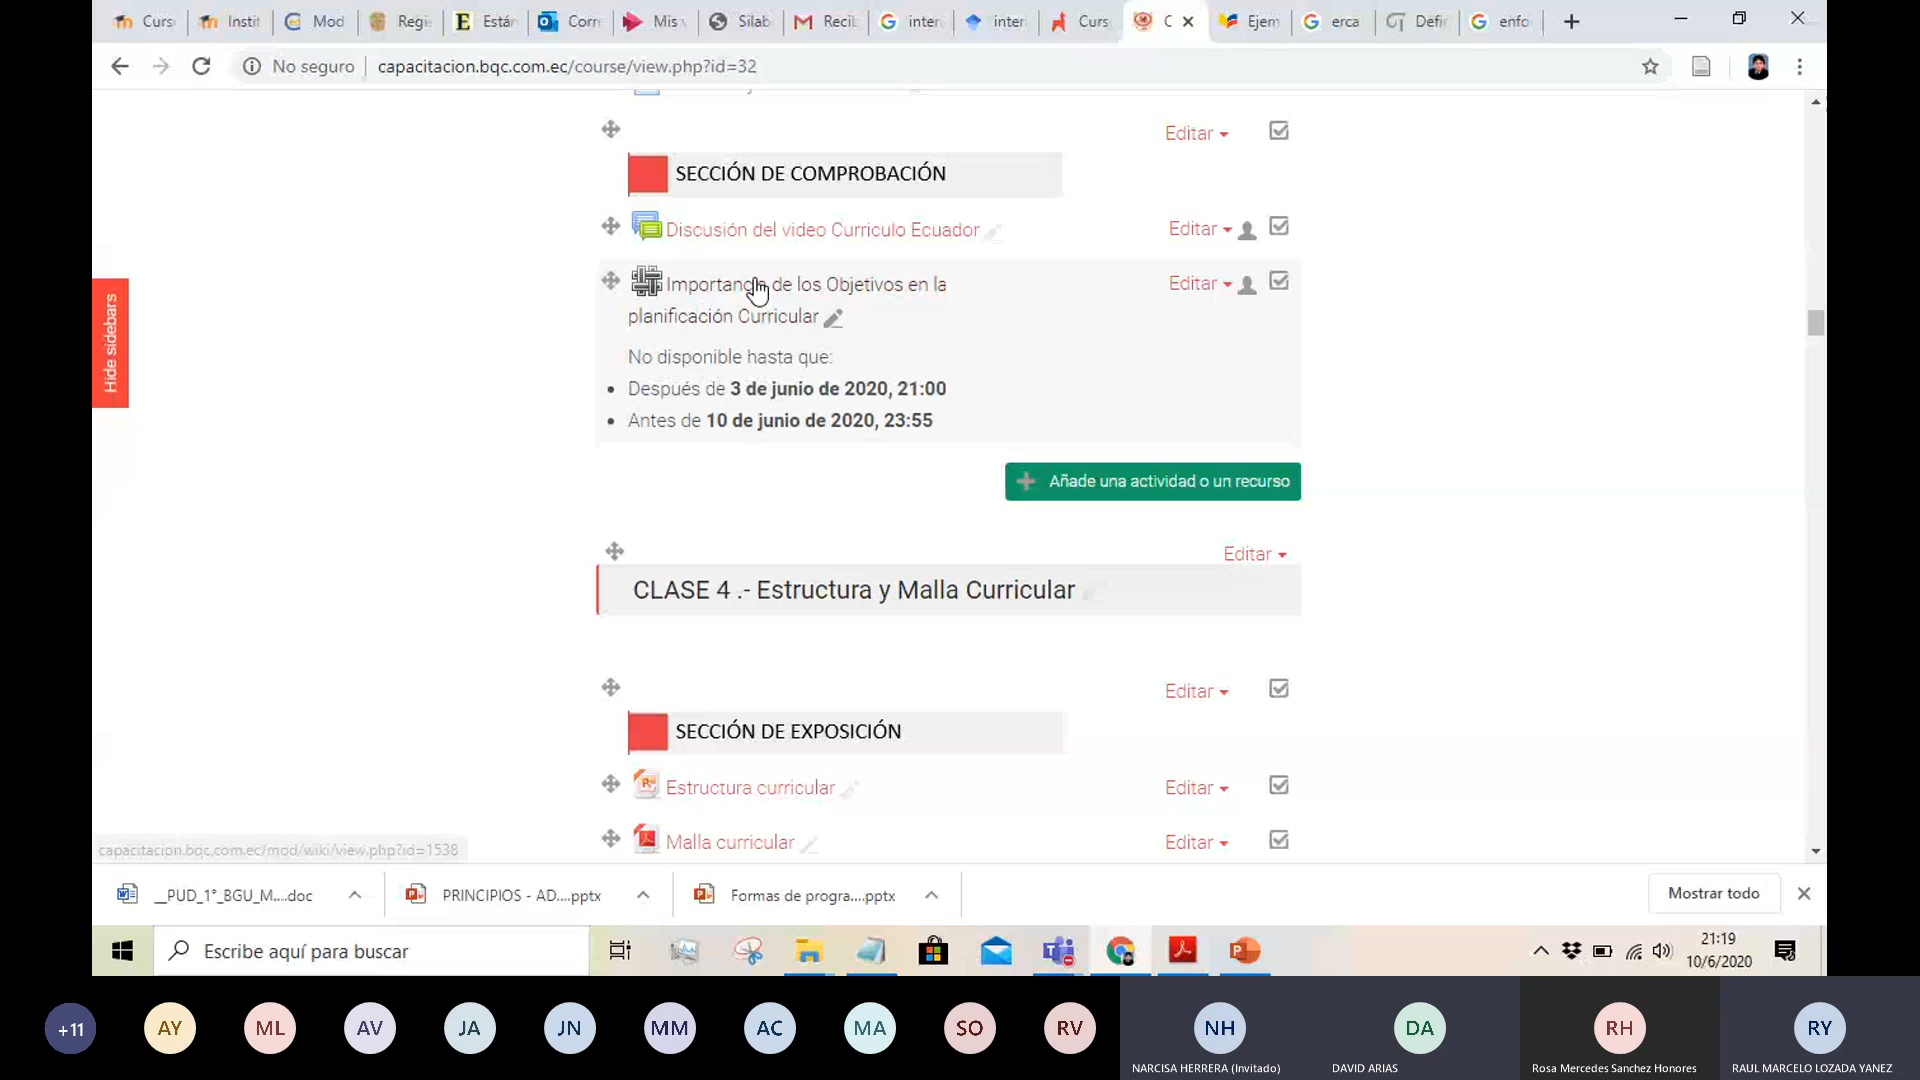 Curs
Instit
Mod
Regi
Están
Corr
Mis v
Silab
Recib
inter
inter
Curs
C
Ejem
erca
Defin
enfo
No seguro
capacitacion.bqc.com.ec/course/view.php?id=32
Editar
SECCIÓN DE COMPROBACIÓN
Discusión del video Curriculo Ecuador
Editar
Importancia de los Objetivos en la
planificación Curricular
Editar
No disponible hasta que:
Después de 3 de junio de 2020, 21:00
Antes de 10 de junio de 2020, 23:55
Hide sidebars
Añade una actividad o un recurso
Editar
CLASE 4 .- Estructura y Malla Curricular
Editar
SECCIÓN DE EXPOSICIÓN
Estructura curricular
Editar
Malla curricular
Editar
capacitacion.bqc.com.ec/mod/wiki/view.php?id=1538
__PUD_1°_BGU_M....doc
PRINCIPIOS - AD....pptx
Formas de progra....pptx
Mostrar todo
Escribe aquí para buscar
21:19
10/6/2020
+11
AY
ML
AV
JA
JN
MM
AC
MA
SO
RV
NH
DA
RH
RY
NARCISA HERRERA (Invitado)
DAVID ARIAS
Rosa Mercedes Sanchez Honores
RAUL MARCELO LOZADA YANEZ